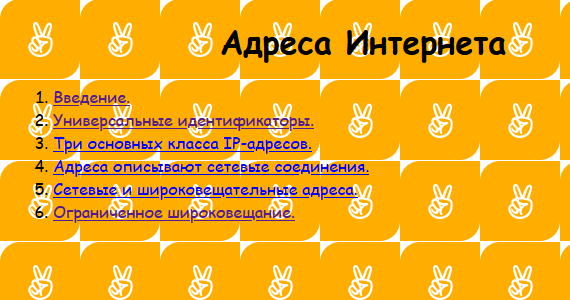 Адреса Интернета
1. Введение.
2. Универсальные идентификаторы.
3. Три основных класса IP-адресов.
4. Адреса описывают сетевые соединения.
5. Сетевые и широковещательные адреса.
6. Ограниченное широковещание.